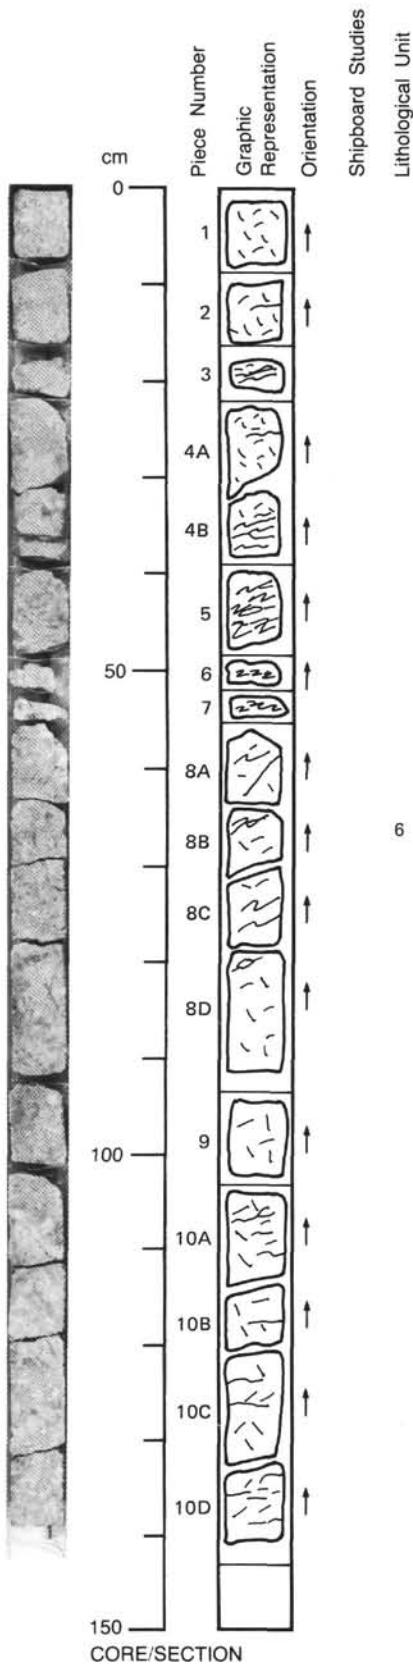 cm
Piece Number
Graphic
Representation
Orientation
Shipboard Studies
Lithological Unit
0
1
2
3
4A
4B
5
50
6
7
8A
8B
6
8C
8D
100
9
10A
10B
10C
10D
150
CORE/SECTION